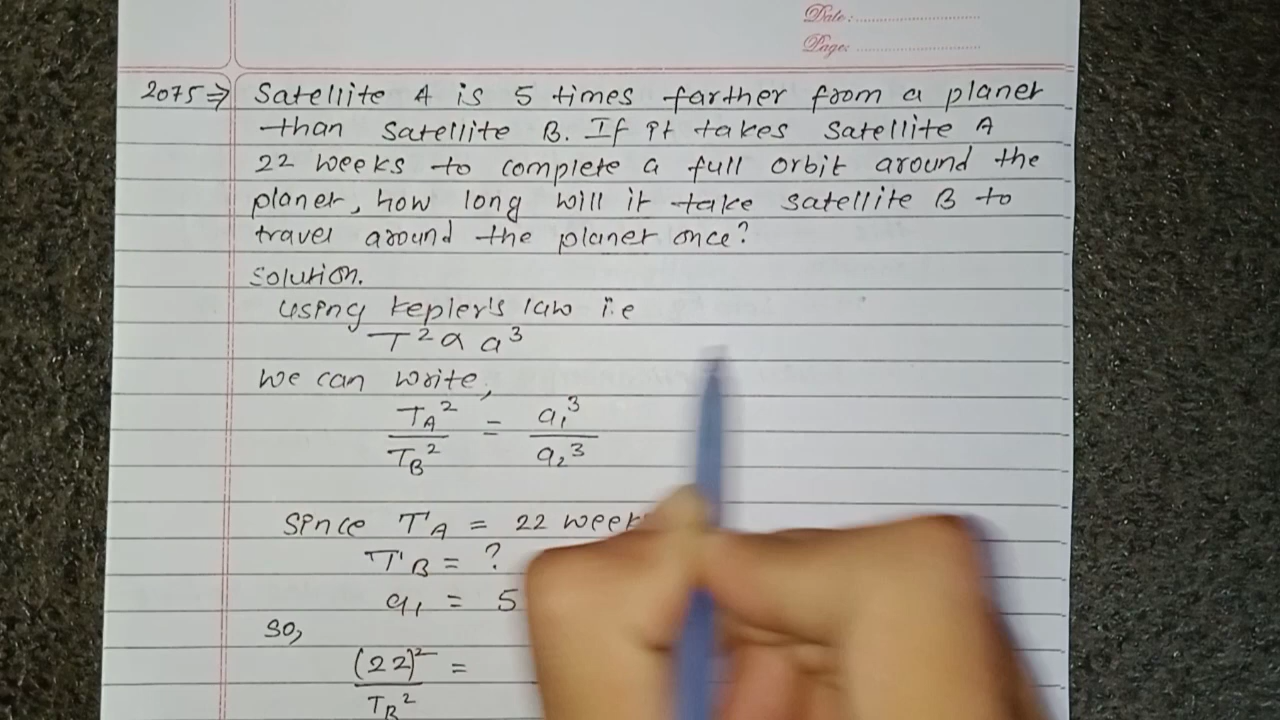 Date:
Page:
2075⇒ Satellite A is 5 times farther from a planet
than satellite B. If it takes satellite A
22 weeks to complete a full orbit around the
planet, how long will it take satellite B to
travel around the planet once?
Solution.
Using Kepler's law i.e
T² α a³
We can write,
T_A²/T_B² = a₁³/a₂³
Since T_A = 22 week
T_B = ?
a₁ = 5
So,
(22)²/T_B² =